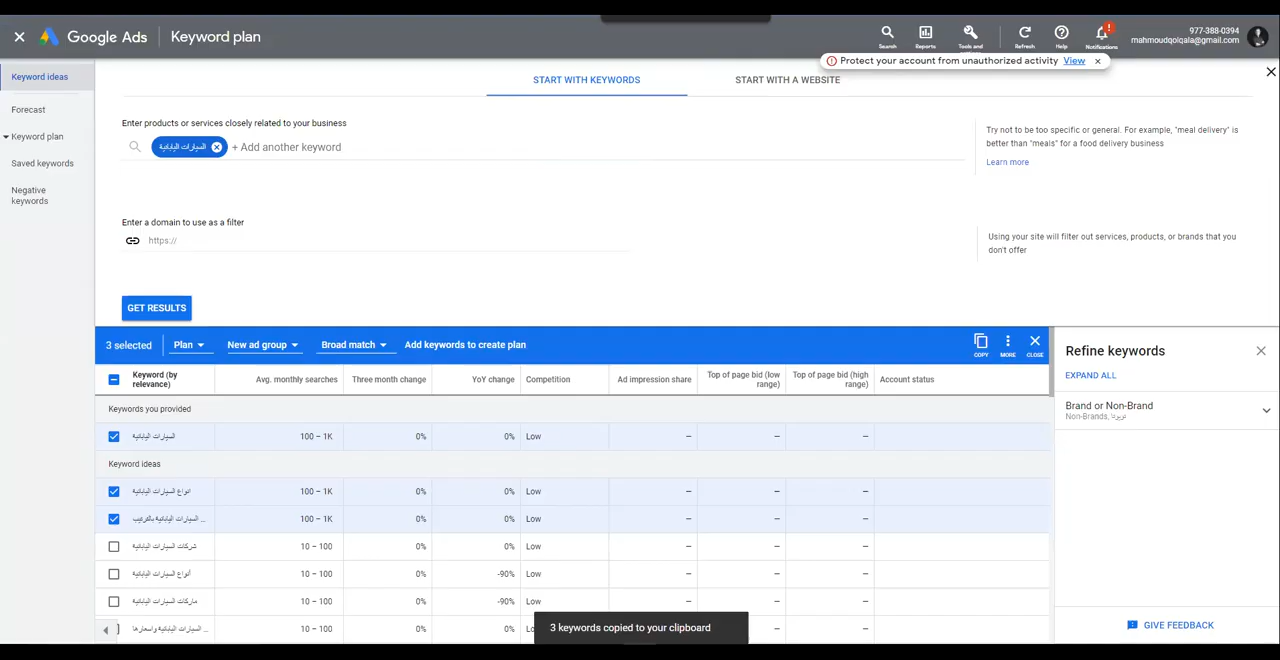 Google Ads
Keyword plan
Search
Reports
Tools and
Refresh
Help
Notifications
977-388-0394
mahmoudqolqala@gmail.com
Protect your account from unauthorized activity View
Keyword ideas
Forecast
Keyword plan
Saved keywords
Negative
keywords
START WITH KEYWORDS
START WITH A WEBSITE
Enter products or services closely related to your business
السيارات اليابانية
+ Add another keyword
Try not to be too specific or general. For example, "meal delivery" is
better than "meals" for a food delivery business
Learn more
Enter a domain to use as a filter
https://
Using your site will filter out services, products, or brands that you
don't offer
GET RESULTS
3 selected
Plan
New ad group
Broad match
Add keywords to create plan
COPY
MORE
CLOSE
Keyword (by
relevance)
Avg. monthly searches
Three month change
YoY change
Competition
Ad impression share
Top of page bid (low
range)
Top of page bid (high
range)
Account status
Keywords you provided
السيارات اليابانية 100 – 1K 0% 0% Low – – –
Keyword ideas
انواع السيارات اليابانية 100 – 1K 0% 0% Low – – –
السيارات اليابانية بالترتيب ... 100 – 1K 0% 0% Low – – –
شركات السيارات اليابانية 10 – 100 0% 0% Low – – –
أنواع السيارات اليابانية 10 – 100 0% -90% Low – – –
ماركات السيارات اليابانية 10 – 100 0% -90% Low – – –
السيارات اليابانية واسعارها ... 10 – 100 0% 0% – –
3 keywords copied to your clipboard
Refine keywords
EXPAND ALL
Brand or Non-Brand
Non-Brands,
GIVE FEEDBACK